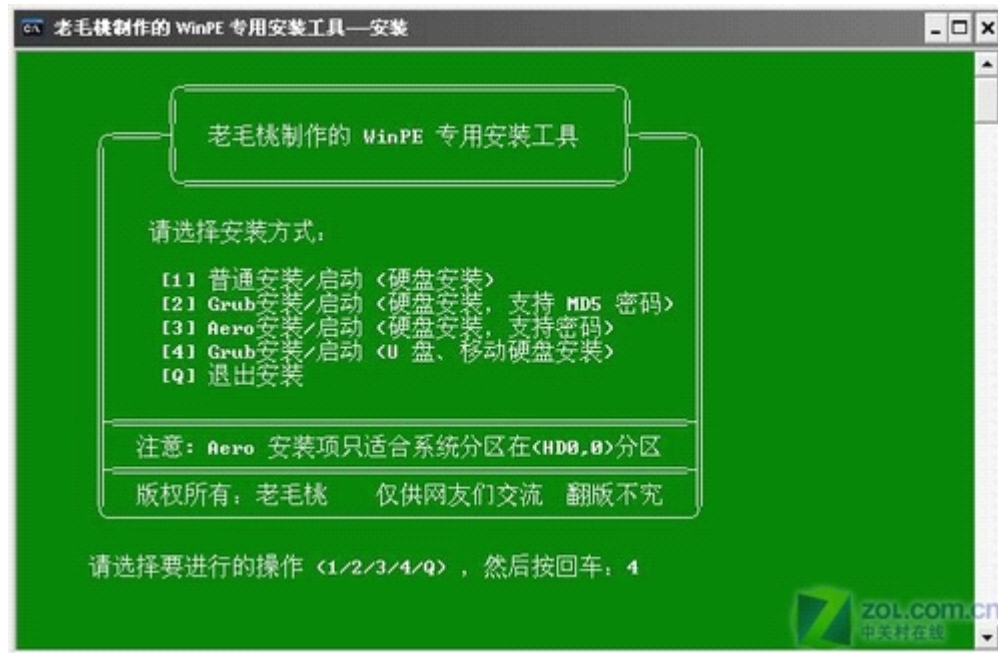 老毛桃制作的 WinPE 专用安装工具—安装
老毛桃制作的 WinPE 专用安装工具
请选择安装方式：
[1] 普通安装/启动 (硬盘安装)
[2] Grub安装/启动 (硬盘安装，支持 MD5 密码)
[3] Aero安装/启动 (硬盘安装，支持密码)
[4] Grub安装/启动 (U 盘、移动硬盘安装)
[Q] 退出安装
注意：Aero 安装项只适合系统分区在(HD0,0)分区
版权所有：老毛桃 仅供网友们交流 翻版不究
请选择要进行的操作 (1/2/3/4/Q) ，然后按回车：4
ZOL.COM.CN
中关村在线